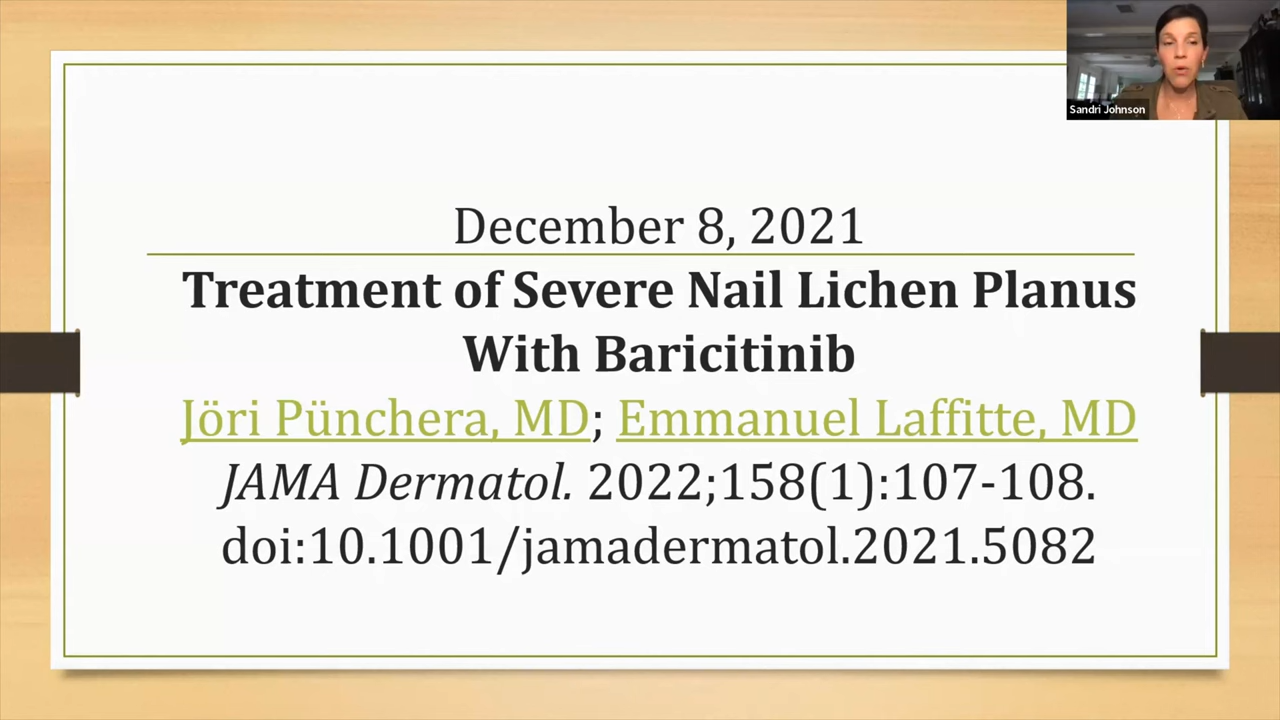 Sandri Johnson
December 8, 2021
Treatment of Severe Nail Lichen Planus
With Baricitinib
Jöri Pünchera, MD; Emmanuel Laffitte, MD
JAMA Dermatol. 2022;158(1):107-108.
doi:10.1001/jamadermatol.2021.5082